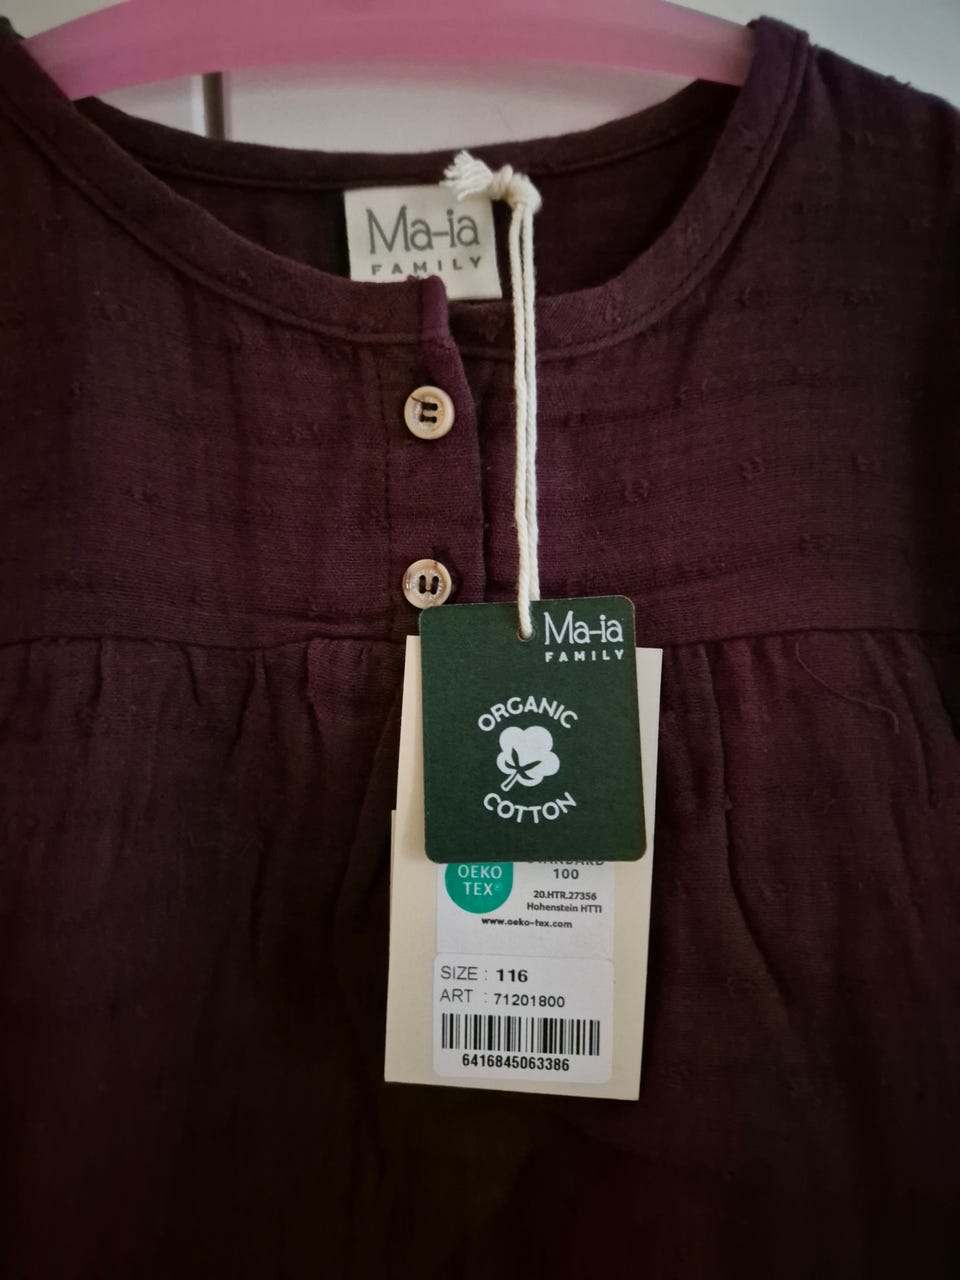 Ma-ia
FAMILY
Ma-ia
FAMILY
ORGANIC
COTTON
OEKO
TEX®
STANDARD
100
20.HTR.27356
Hohenstein HTTI
www.oeko-tex.com
SIZE : 116
ART : 71201800
6416845063386